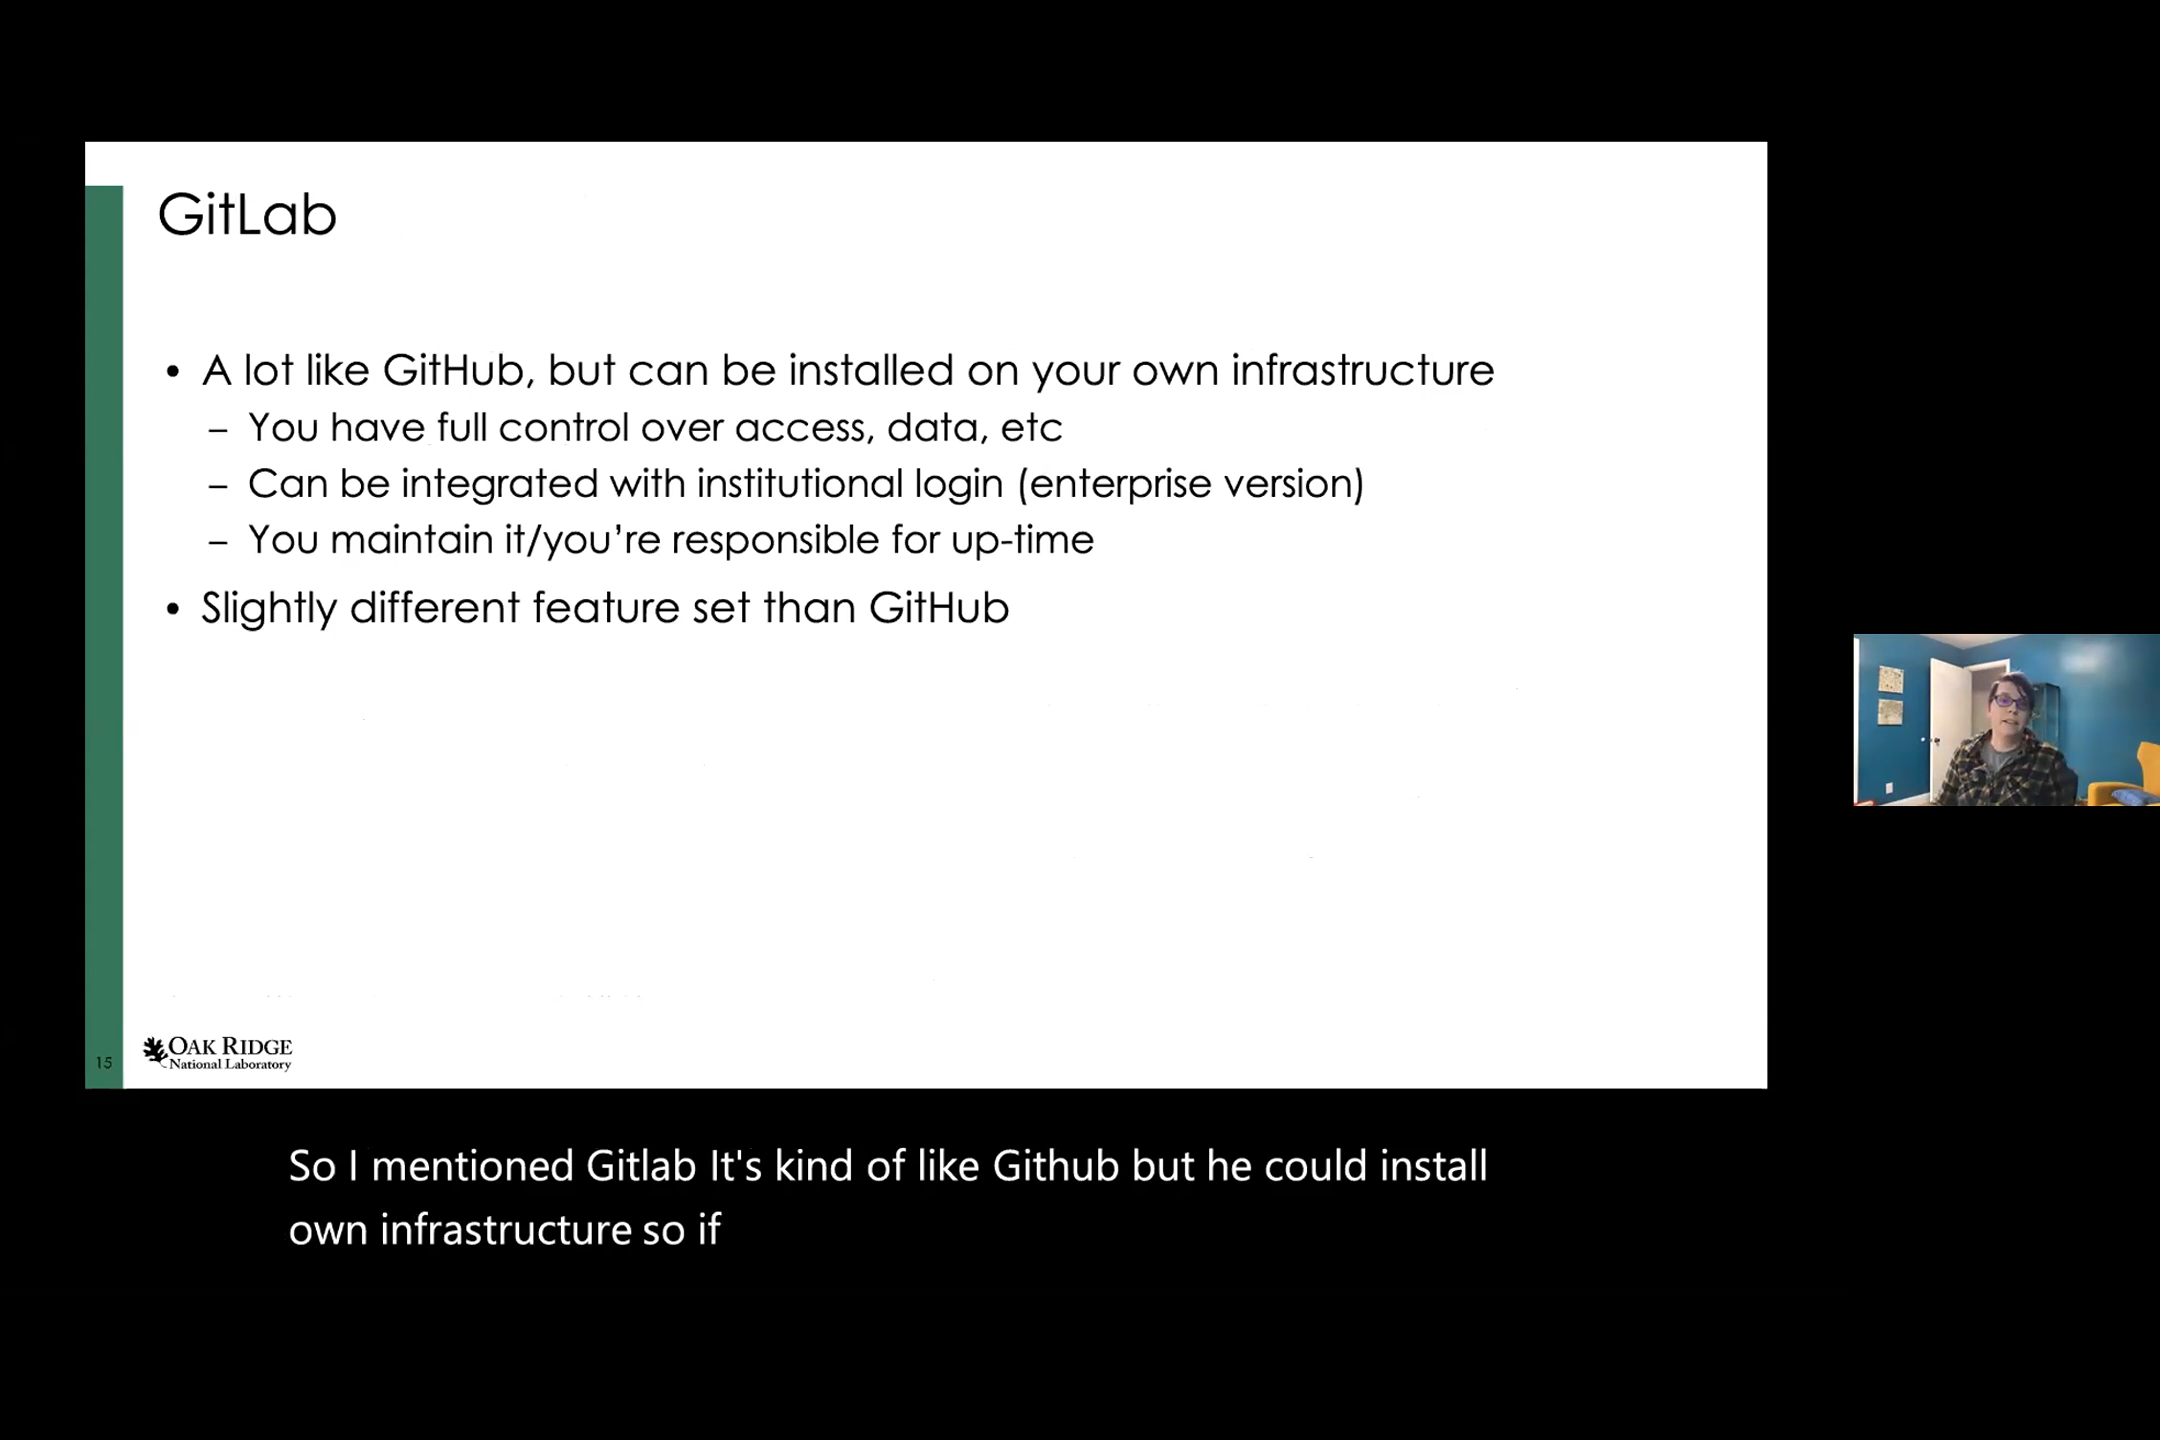 GitLab
• A lot like GitHub, but can be installed on your own infrastructure
– You have full control over access, data, etc
– Can be integrated with institutional login (enterprise version)
– You maintain it/you’re responsible for up-time
• Slightly different feature set than GitHub
15
OAK RIDGE
National Laboratory
So I mentioned Gitlab It's kind of like Github but he could install
own infrastructure so if